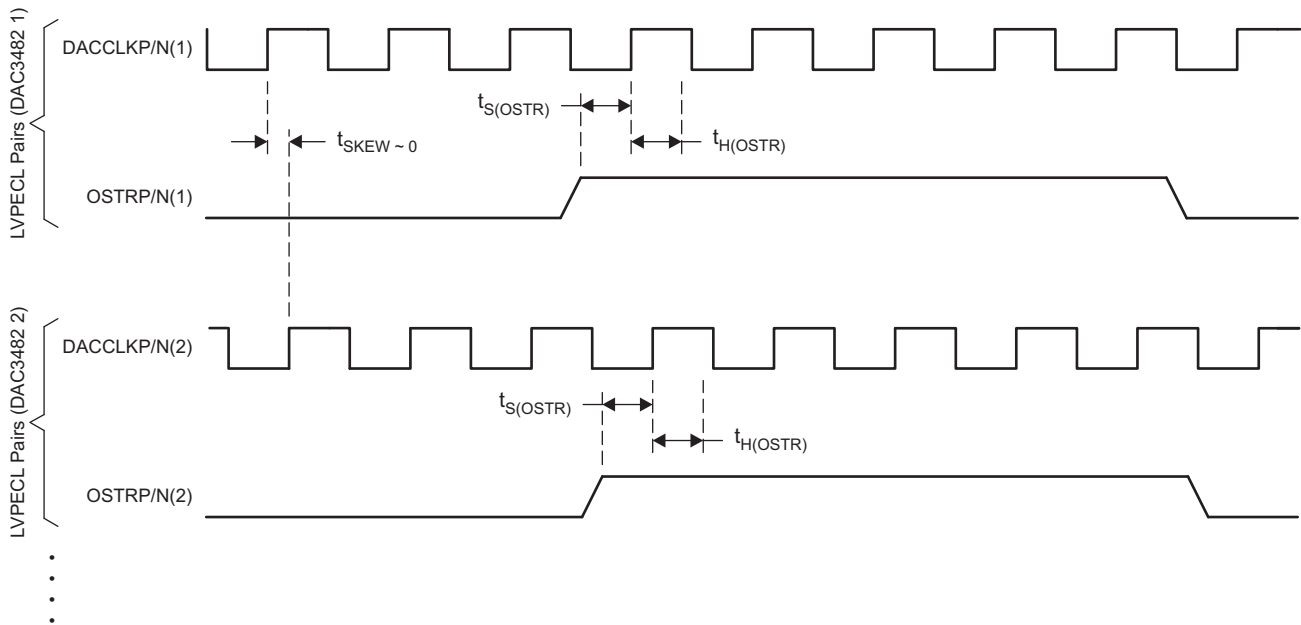 LVPECL Pairs (DAC3482 1)
DACCLKP/N(1)
tS(OSTR)
tH(OSTR)
tSKEW ~ 0
OSTRP/N(1)
LVPECL Pairs (DAC3482 2)
DACCLKP/N(2)
tS(OSTR)
tH(OSTR)
OSTRP/N(2)